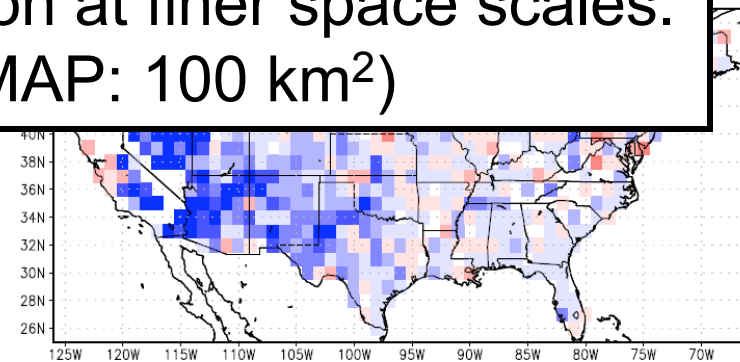 on at finer space scales.
MAP: 100 km²)
40N
38N
36N
34N
32N
30N
28N
26N
125W 120W 115W 110W 105W 100W 95W 90W 85W 80W 75W 70W